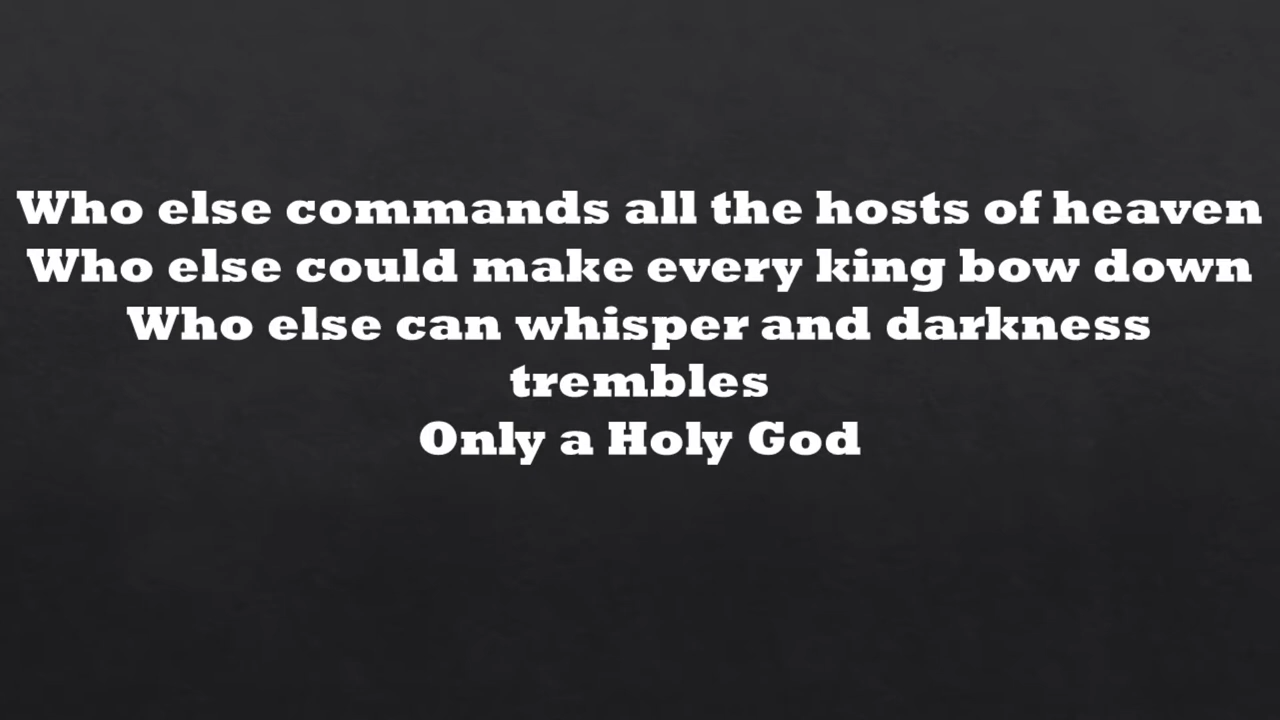 Who else commands all the hosts of heaven
Who else could make every king bow down
Who else can whisper and darkness
trembles
Only a Holy God